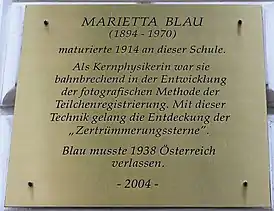 MARIETTA BLAU
(1894 - 1970)
maturierte 1914 an dieser Schule.
Als Kernphysikerin war sie
bahnbrechend in der Entwicklung
der fotografischen Methode der
Teilchenregistrierung. Mit dieser
Technik gelang die Entdeckung der
„Zertrümmerungssterne”.
Blau musste 1938 Österreich
verlassen.
- 2004 -